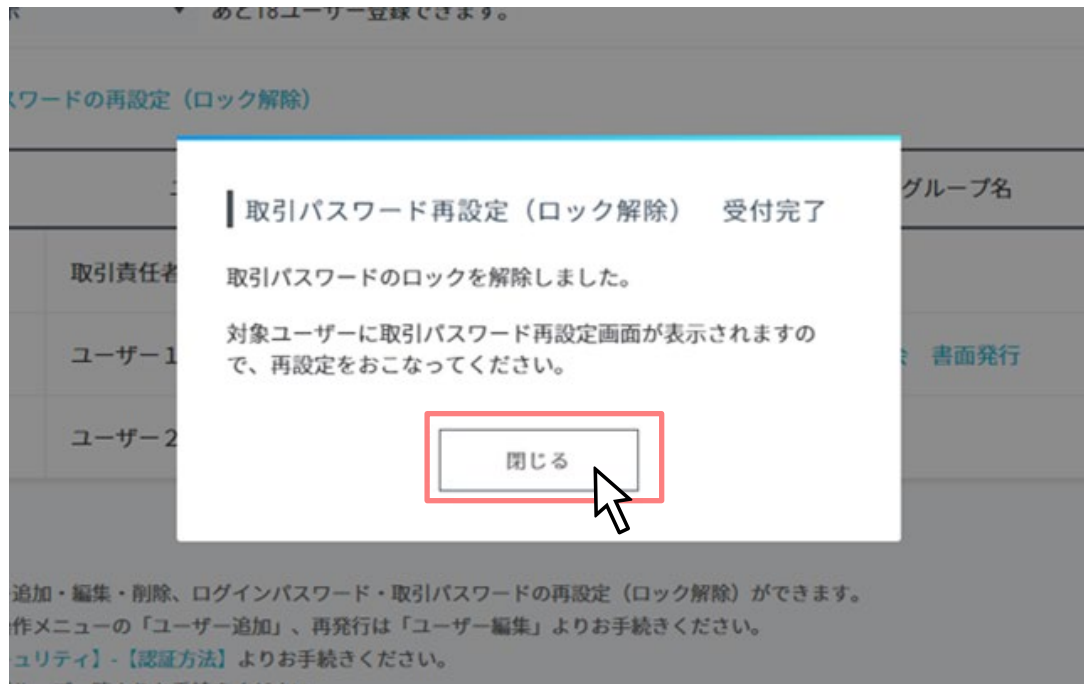 あと18ユーザー登録できます。
スワードの再設定（ロック解除）
グループ名
取引パスワード再設定（ロック解除）　受付完了
取引責任者
取引パスワードのロックを解除しました。
対象ユーザーに取引パスワード再設定画面が表示されますの
で、再設定をおこなってください。
ユーザー1
書面発行
ユーザー2
閉じる
追加・編集・削除、ログインパスワード・取引パスワードの再設定（ロック解除）ができます。
作メニューの「ユーザー追加」、再発行は「ユーザー編集」よりお手続きください。
ュリティ】-【認証方法】よりお手続きください。